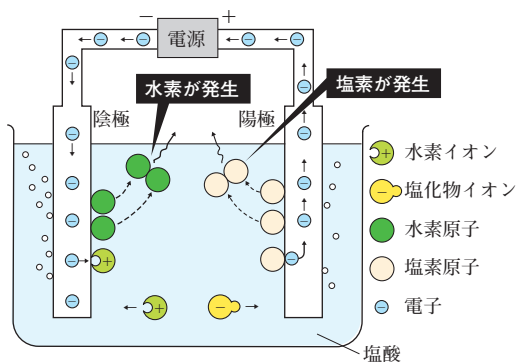 − +
電源
水素が発生
塩素が発生
陰極
陽極
水素イオン
塩化物イオン
水素原子
塩素原子
電子
塩酸